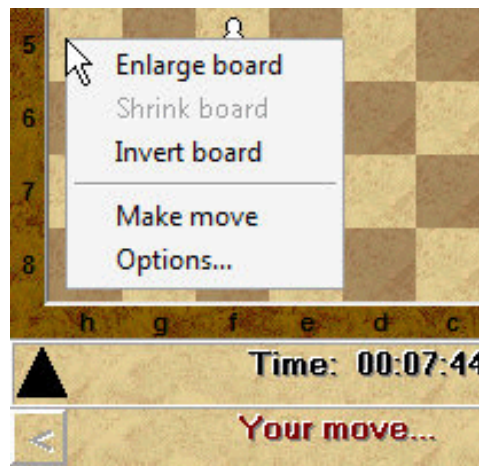 5
Enlarge board
6
Shrink board
Invert board
7
Make move
8
Options...
h g f e d c
Time: 00:07:44
< Your move...